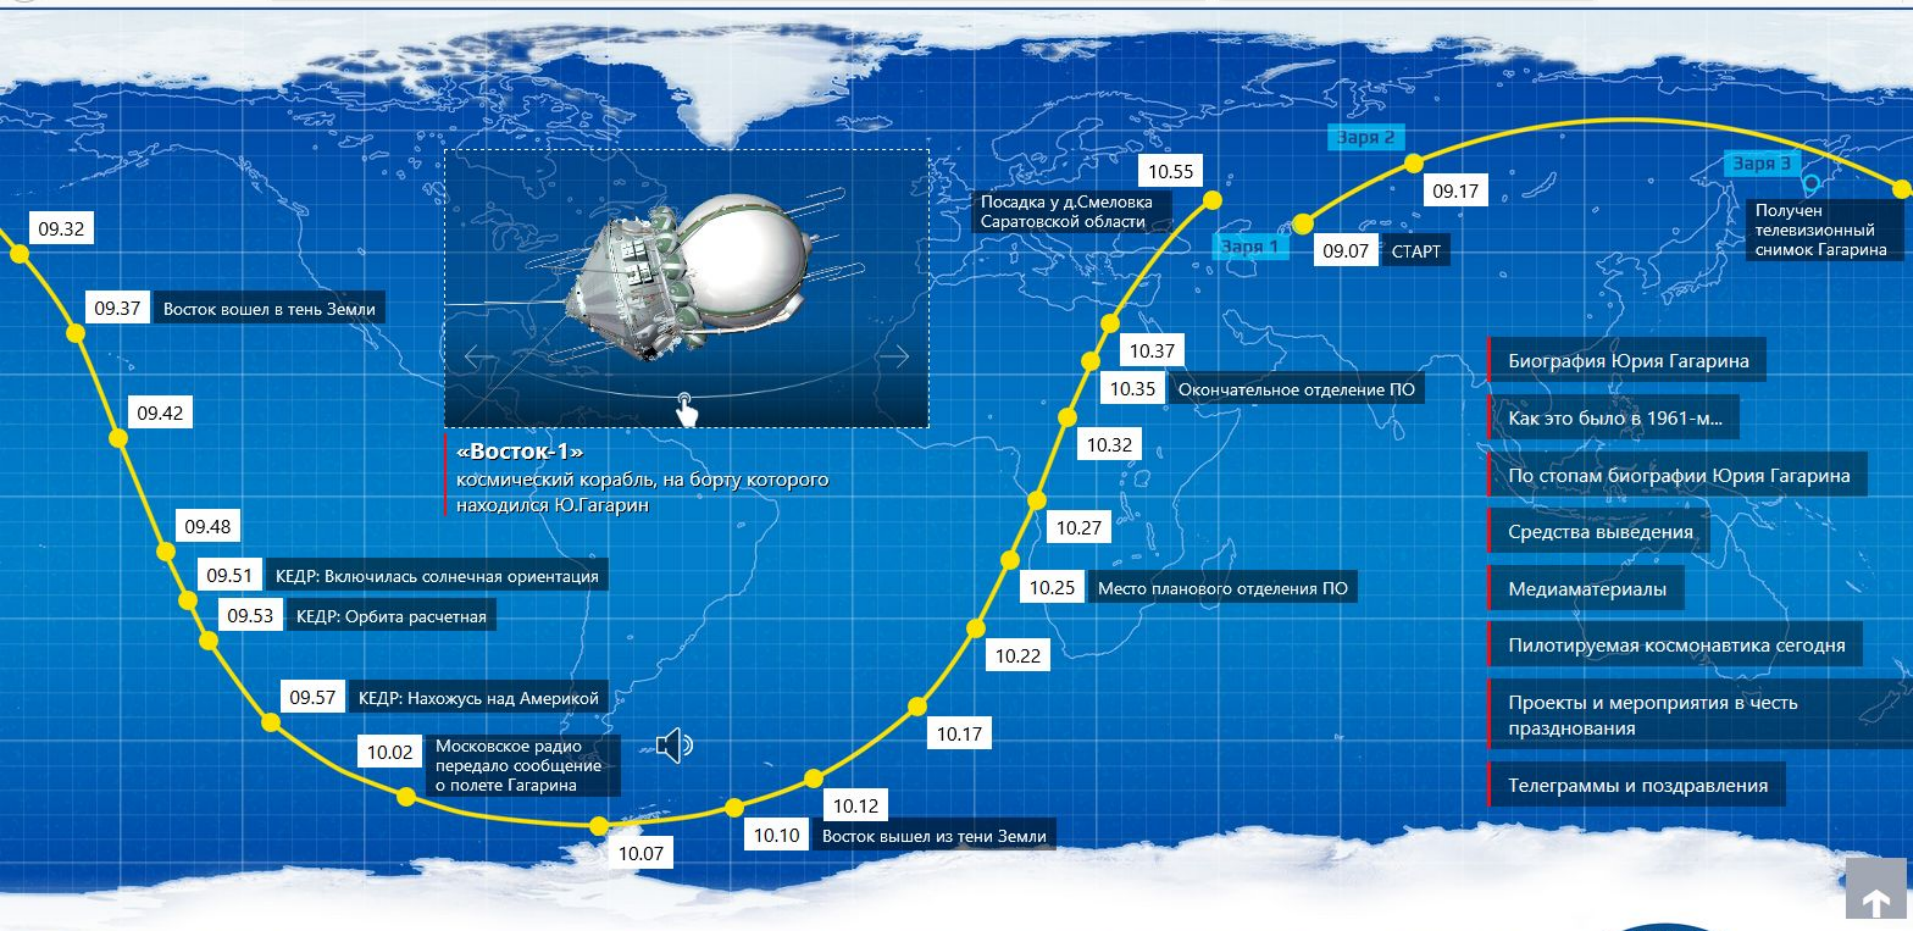 Заря 2
Заря 3
10.55
09.17
Посадка у д.Смеловка
Саратовской области
Получен
телевизионный
снимок Гагарина
09.32
Заря 1
09.07
СТАРТ
09.37
Восток вошел в тень Земли
10.37
Биография Юрия Гагарина
10.35
Окончательное отделение ПО
09.42
Как это было в 1961-м...
10.32
«Восток-1»
космический корабль, на борту которого
находился Ю.Гагарин
По стопам биографии Юрия Гагарина
09.48
10.27
Средства выведения
09.51
КЕДР: Включилась солнечная ориентация
10.25
Место планового отделения ПО
Медиаматериалы
09.53
КЕДР: Орбита расчетная
10.22
Пилотируемая космонавтика сегодня
09.57
КЕДР: Нахожусь над Америкой
10.17
Проекты и мероприятия в честь
празднования
10.02
Московское радио
передало сообщение
о полете Гагарина
Телеграммы и поздравления
10.12
10.10
Восток вышел из тени Земли
10.07